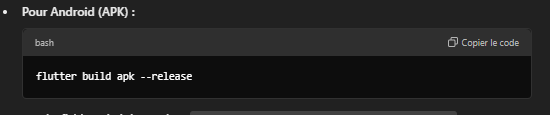 • Pour Android (APK) :
bash Copier le code
flutter build apk --release